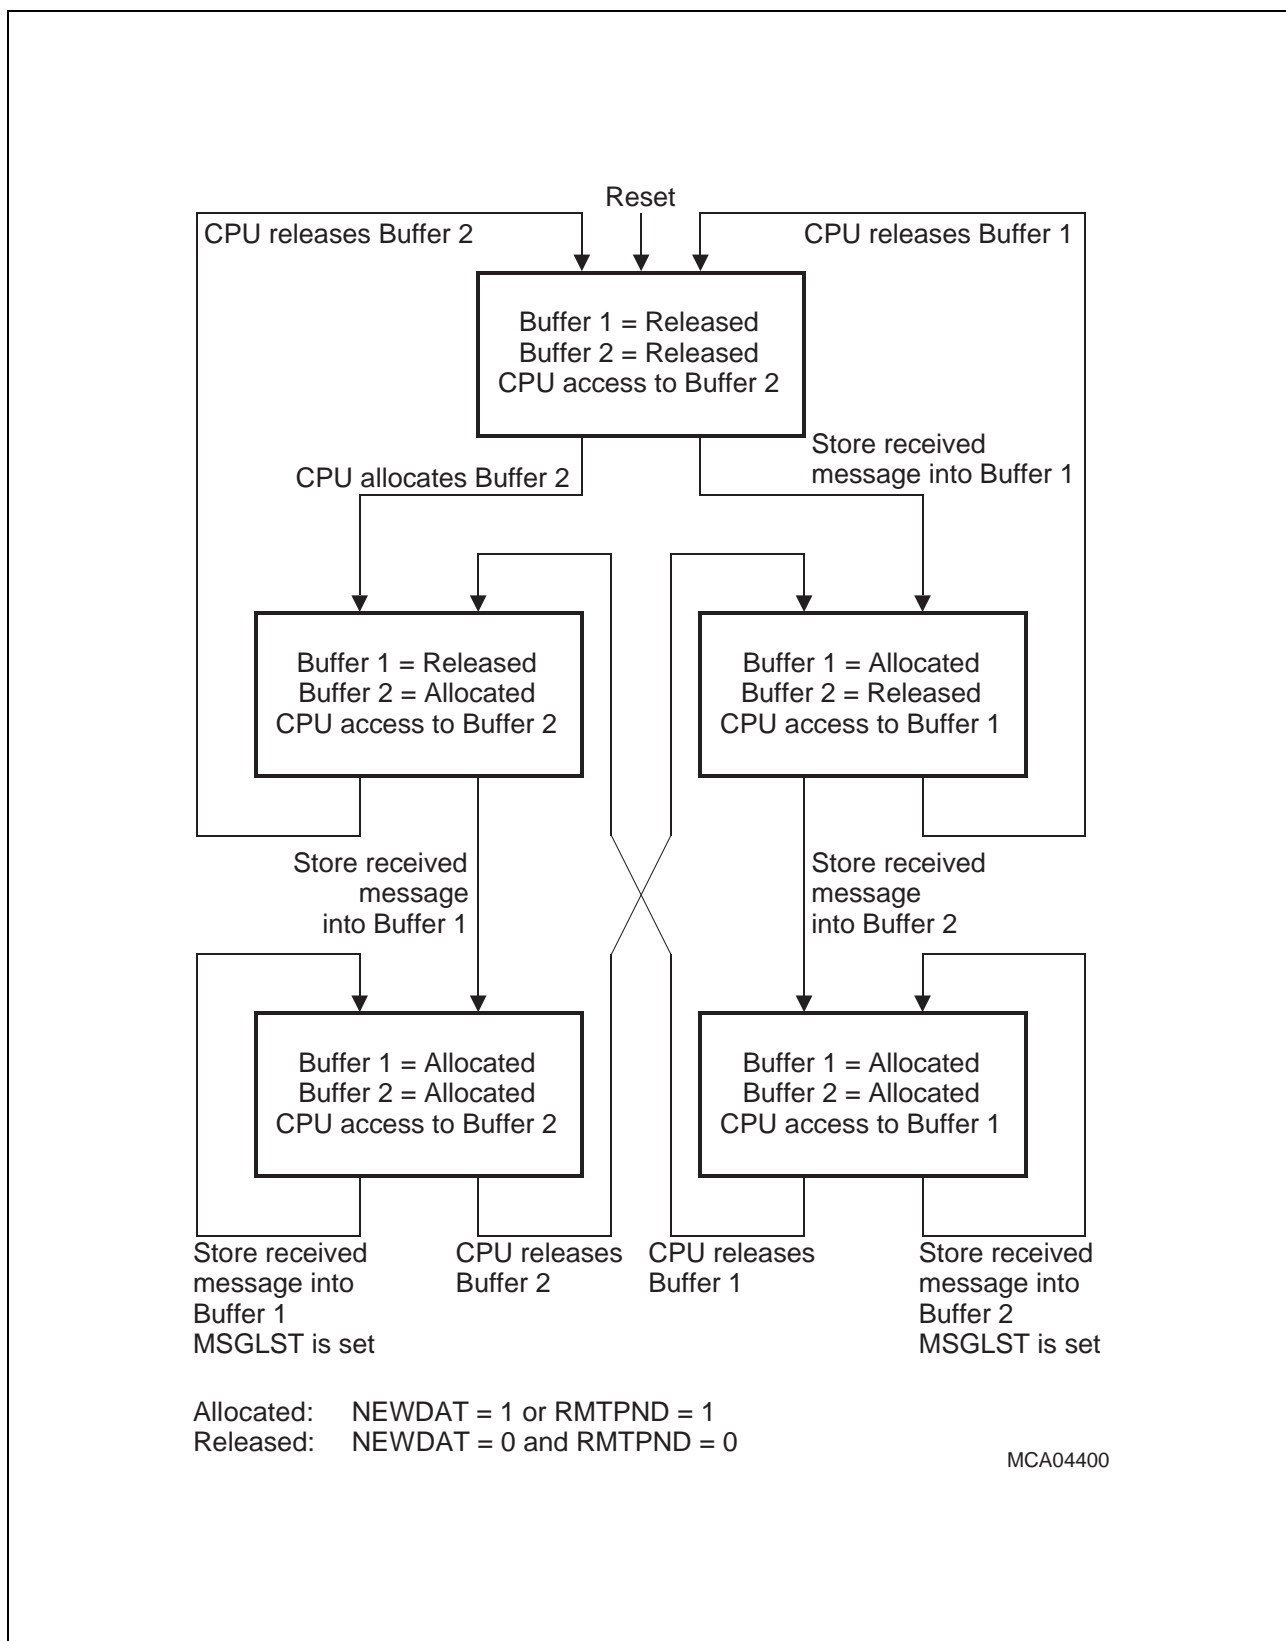 Reset
CPU releases Buffer 2
CPU releases Buffer 1
Buffer 1 = Released
Buffer 2 = Released
CPU access to Buffer 2
CPU allocates Buffer 2
Store received
message into Buffer 1
Buffer 1 = Released
Buffer 2 = Allocated
CPU access to Buffer 2
Buffer 1 = Allocated
Buffer 2 = Released
CPU access to Buffer 1
Store received
message
into Buffer 1
Store received
message
into Buffer 2
Buffer 1 = Allocated
Buffer 2 = Allocated
CPU access to Buffer 2
Buffer 1 = Allocated
Buffer 2 = Allocated
CPU access to Buffer 1
Store received
message into
Buffer 1
MSGLST is set
CPU releases
Buffer 2
CPU releases
Buffer 1
Store received
message into
Buffer 2
MSGLST is set
Allocated: NEWDAT = 1 or RMTPND = 1
Released: NEWDAT = 0 and RMTPND = 0
MCA04400